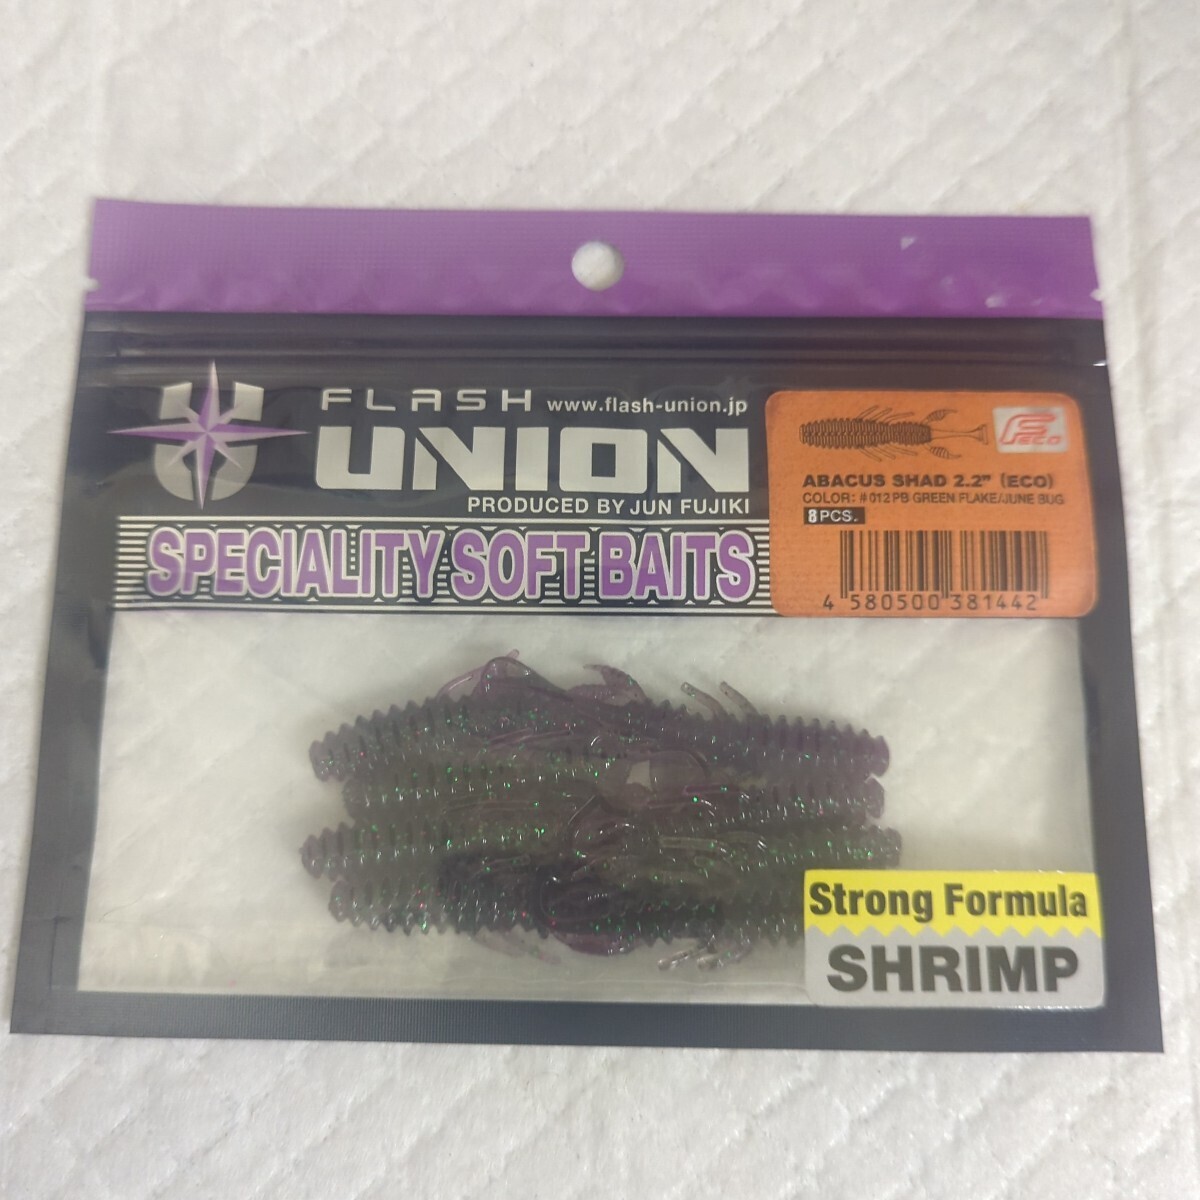 FLASH www.flash-union.jp
UNION
PRODUCED BY JUN FUJIKI
SPECIALITY SOFT BAITS
ECO
ABACUS SHAD 2.2" (ECO)
COLOR: #012 PB GREEN FLAKE/JUNE BUG
8 PCS.
4 580500 381442
Strong Formula
SHRIMP